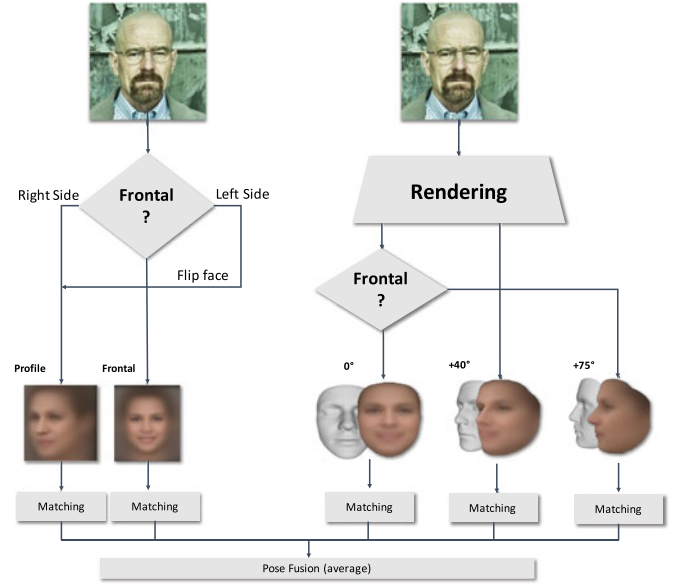 Frontal
?
Right Side
Left Side
Flip face
Profile
Frontal
Matching
Matching
Rendering
Frontal
?
0°
+40°
+75°
Matching
Matching
Matching
Pose Fusion (average)